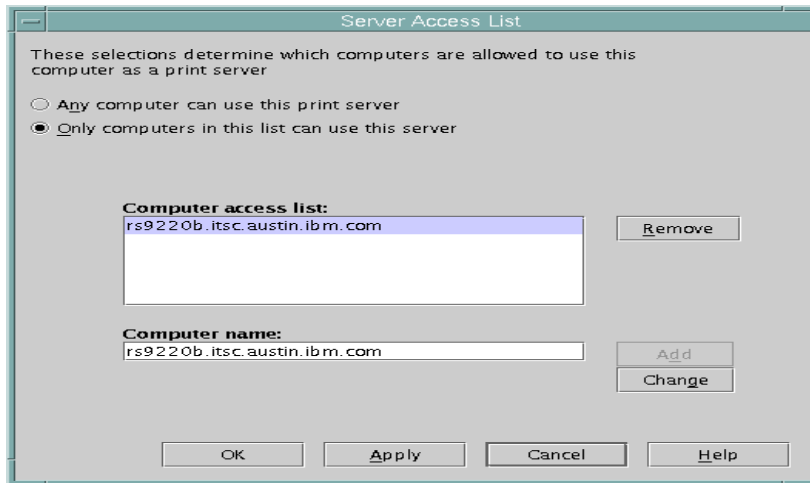 Server Access List
These selections determine which computers are allowed to use this
computer as a print server
Any computer can use this print server
Only computers in this list can use this server
Computer access list:
rs9220b.itsc.austin.ibm.com
Remove
Computer name:
rs9220b.itsc.austin.ibm.com
Add
Change
OK
Apply
Cancel
Help